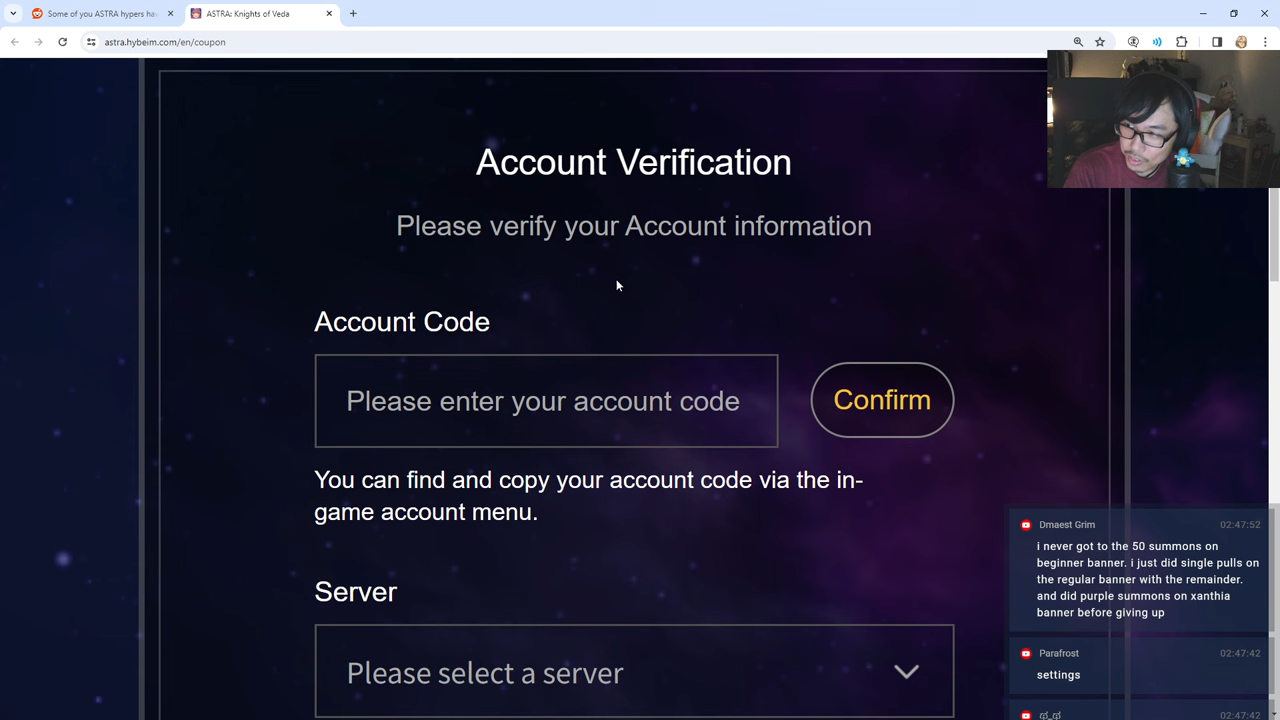 Some of you ASTRA hypers ha
ASTRA: Knights of Veda
astra.hybeim.com/en/coupon
Account Verification
Please verify your Account information
Account Code
Please enter your account code
Confirm
You can find and copy your account code via the in-
game account menu.
Server
Please select a server
Dmaest Grim
02:47:52
i never got to the 50 summons on
beginner banner. i just did single pulls on
the regular banner with the remainder.
and did purple summons on xanthia
banner before giving up
Parafrost
02:47:42
settings
ಥ_ಥ
02:47:42